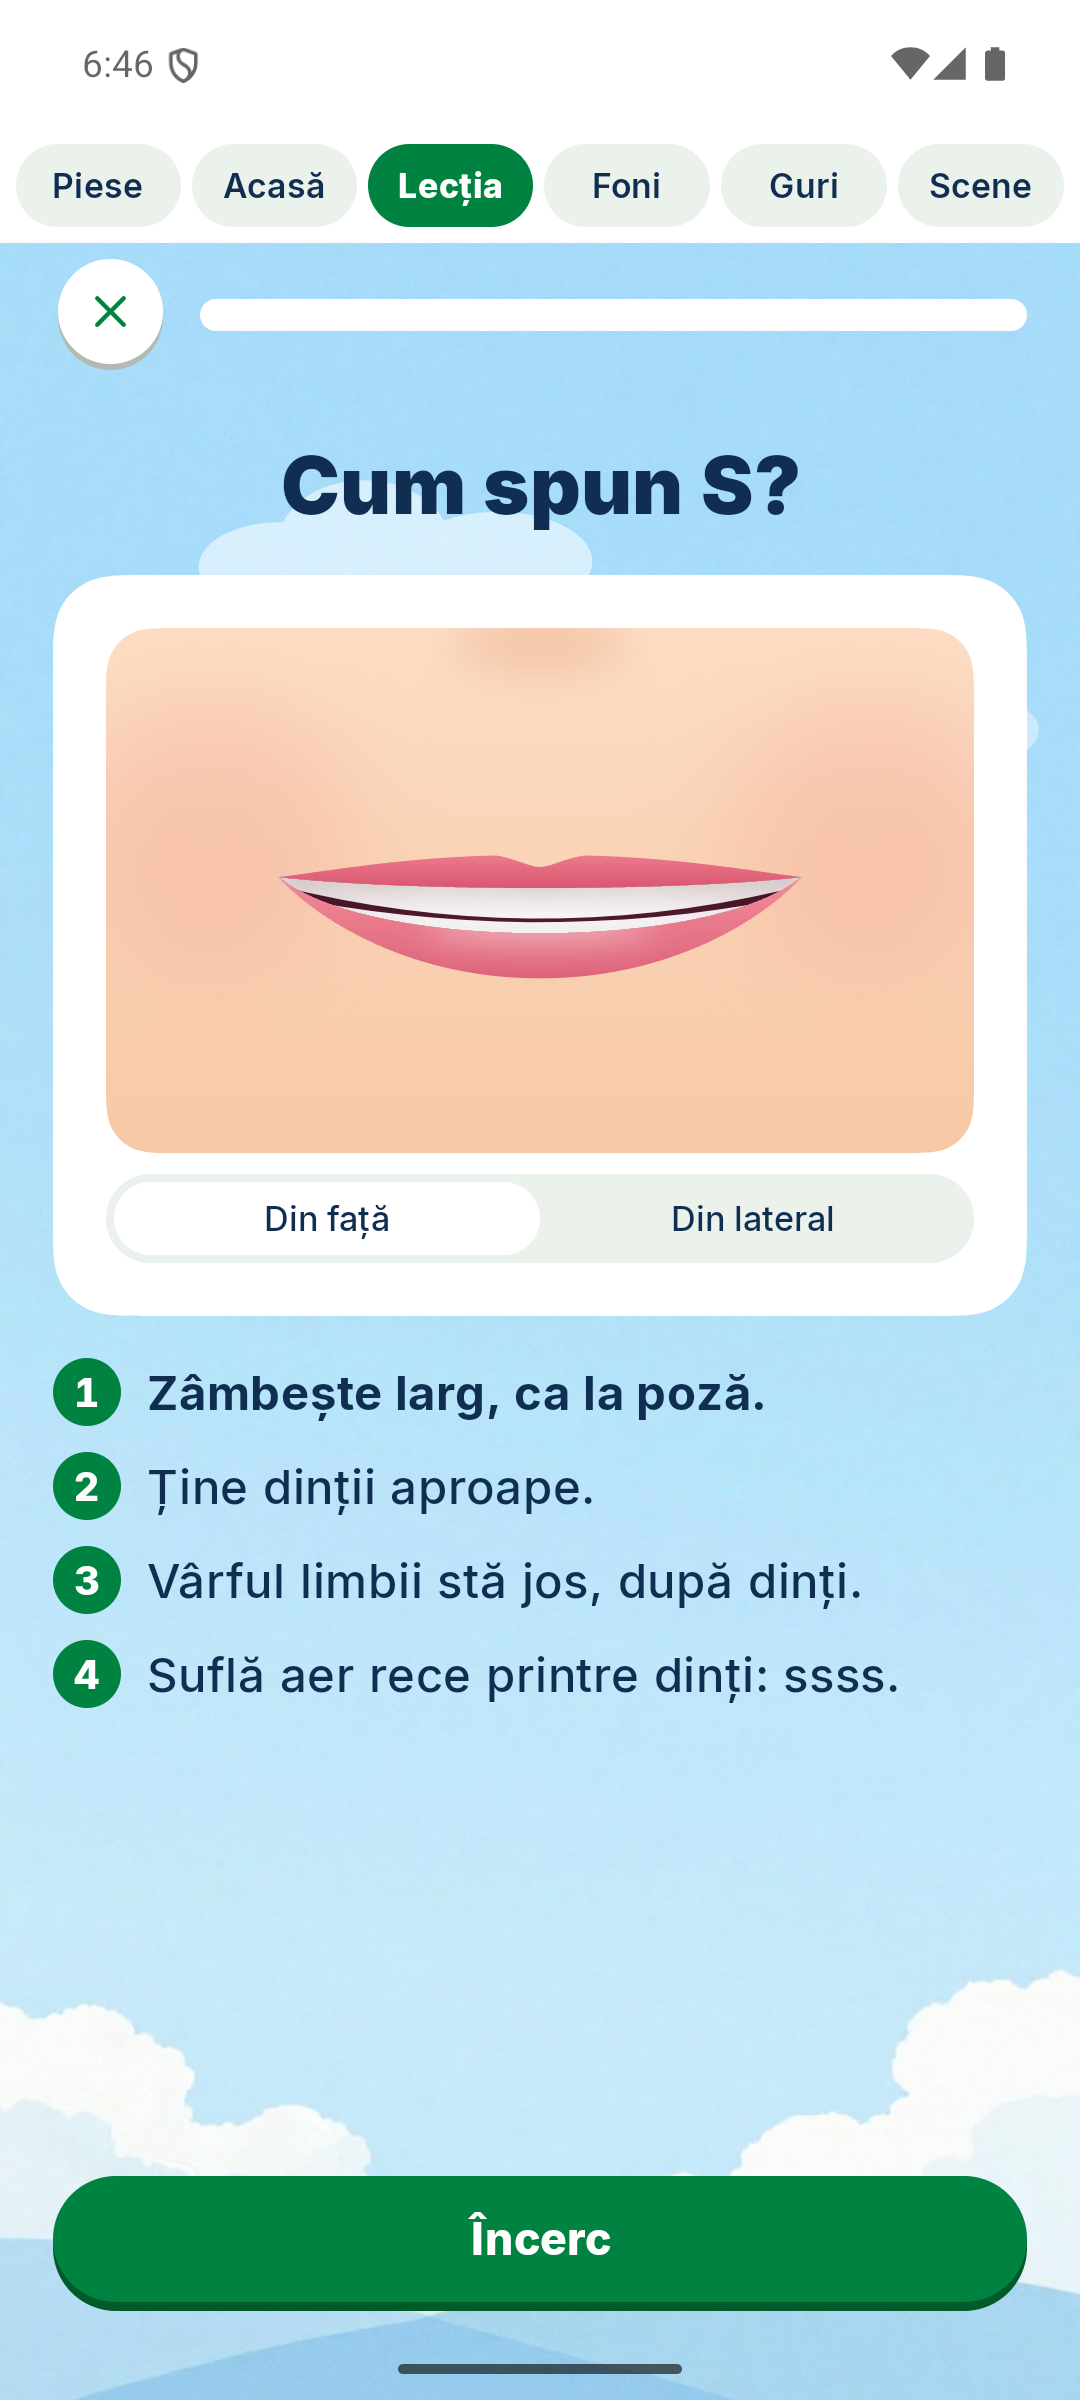 6:46
Piese
Acasă
Lecția
Foni
Guri
Scene
Cum spun S?
Din față
Din lateral
1 Zâmbește larg, ca la poză.
2 Ține dinții aproape.
3 Vârful limbii stă jos, după dinți.
4 Suflă aer rece printre dinți: ssss.
Încerc